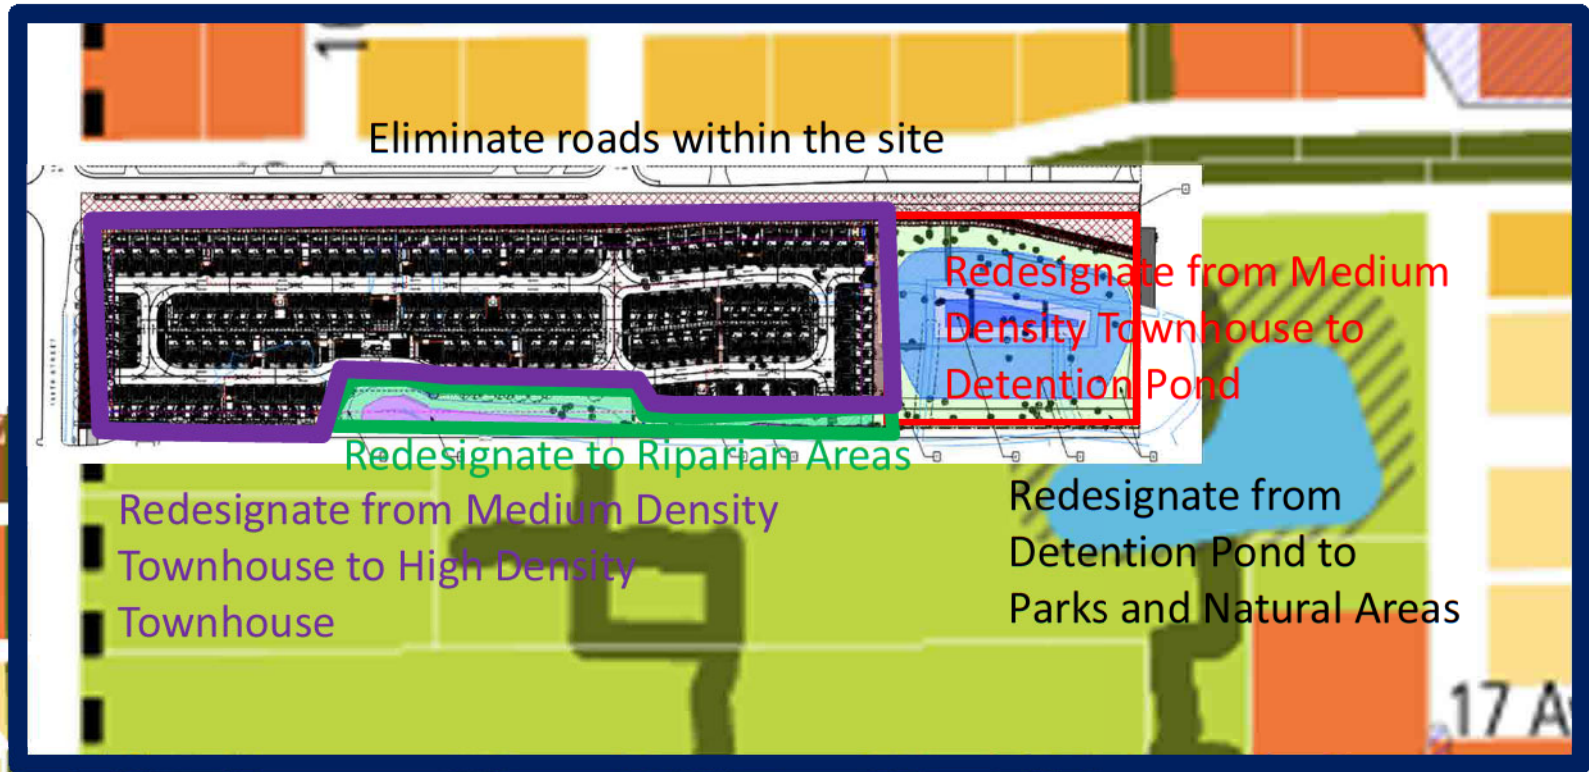 Eliminate roads within the site
Redesignate from Medium
Density Townhouse to
Detention Pond
Redesignate to Riparian Areas
Redesignate from Medium Density
Townhouse to High Density
Townhouse
Redesignate from
Detention Pond to
Parks and Natural Areas
17 A